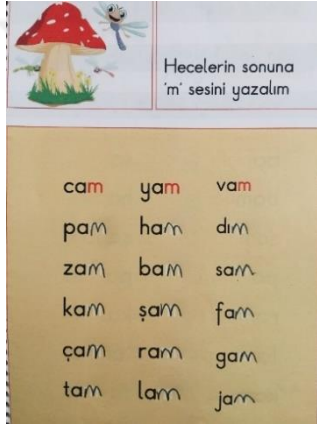 Hecelerin sonuna
'm' sesini yazalım
cam yam vam
pam ham dım
zam bam sam
kam şam fam
çam ram gam
tam lam jam